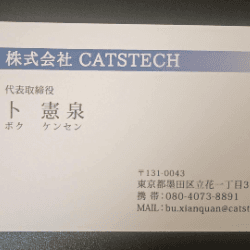 株式会社 CATSTECH
代表取締役
卜 憲泉
ボク ケンセン
〒131-0043
東京都墨田区立花一丁目3
携 帯：080-4073-8891
MAIL：bu.xianquan@catst